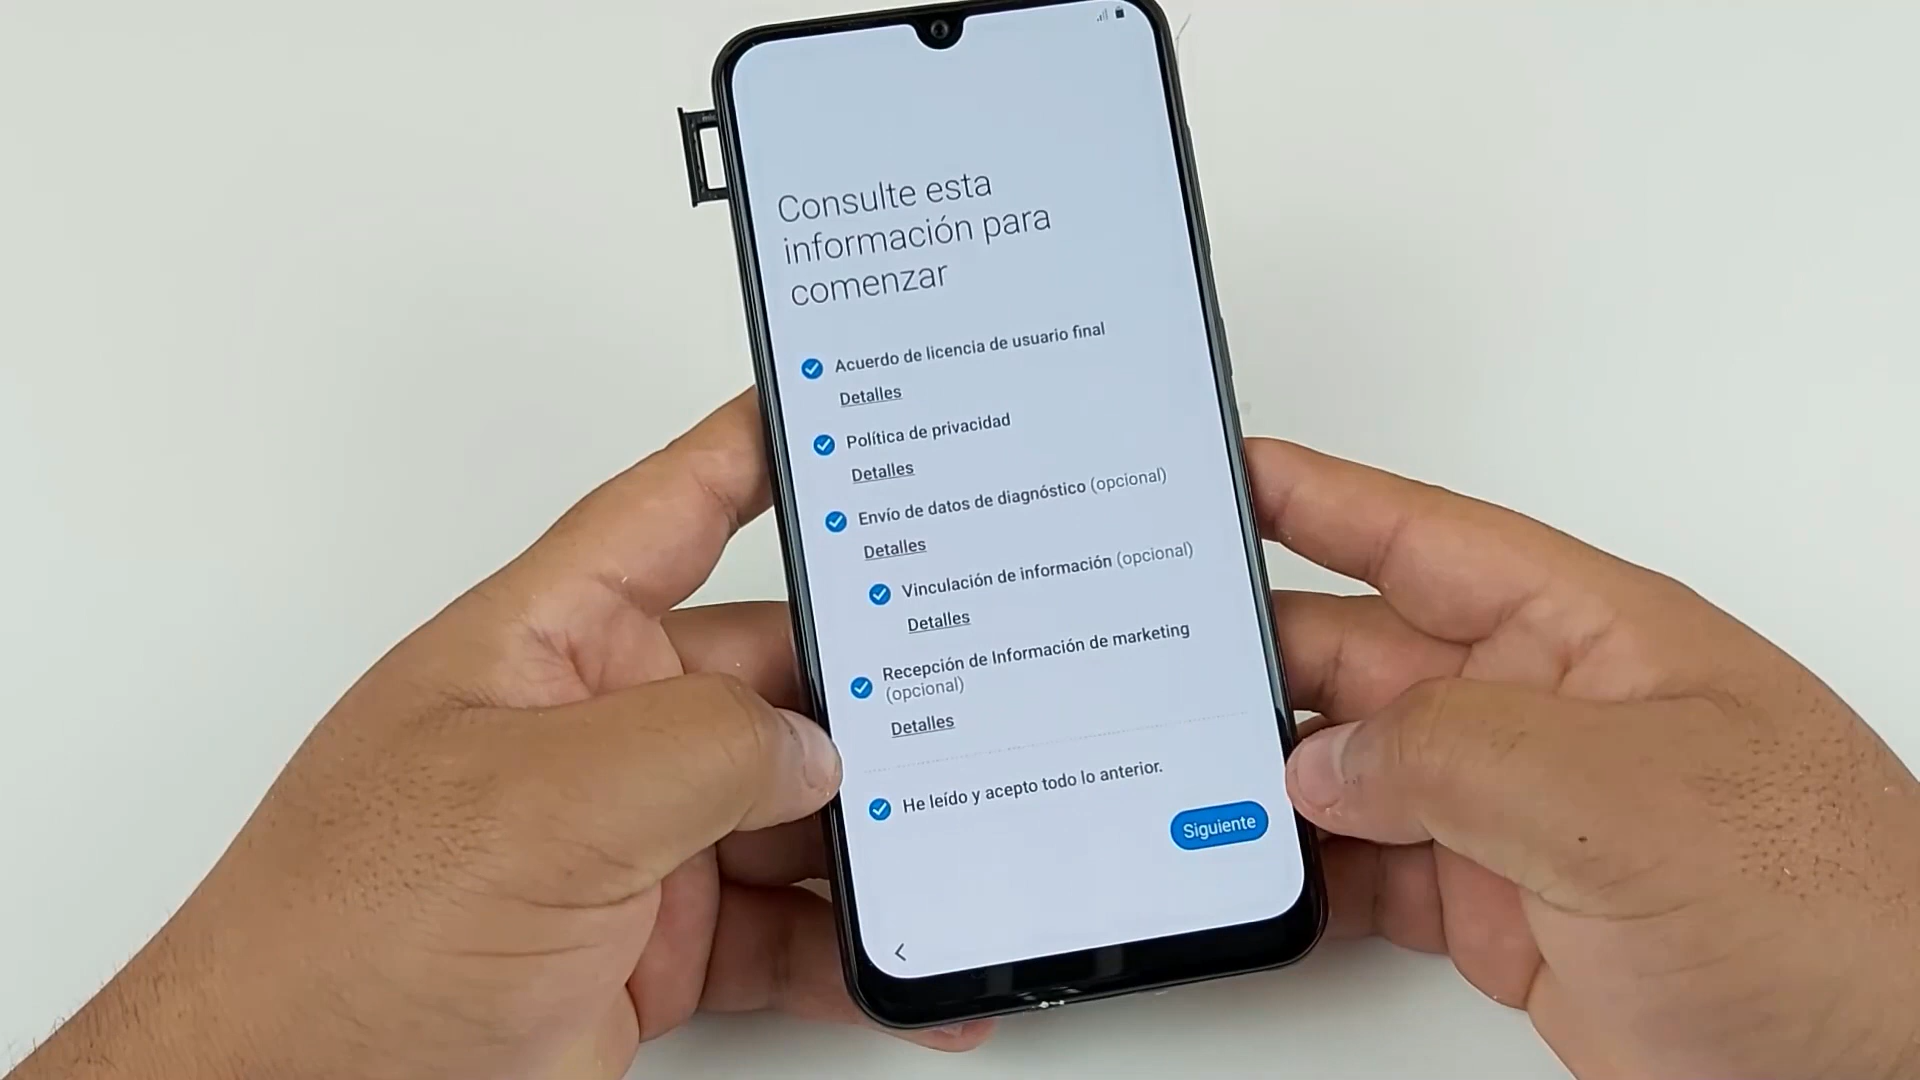 Consulte esta
información para
comenzar
Acuerdo de licencia de usuario final
Detalles
Política de privacidad
Detalles
Envío de datos de diagnóstico (opcional)
Detalles
Vinculación de información (opcional)
Detalles
Recepción de Información de marketing
(opcional)
Detalles
He leído y acepto todo lo anterior.
Siguiente